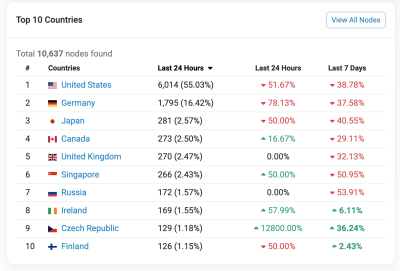 Top 10 Countries
View All Nodes
Total 10,637 nodes found
# Countries Last 24 Hours Last 24 Hours Last 7 Days
1 United States 6,014 (55.03%) 51.67% 38.78%
2 Germany 1,795 (16.42%) 78.13% 37.58%
3 Japan 281 (2.57%) 50.00% 40.55%
4 Canada 273 (2.50%) 16.67% 29.11%
5 United Kingdom 270 (2.47%) 0.00% 32.13%
6 Singapore 266 (2.43%) 50.00% 50.95%
7 Russia 172 (1.57%) 0.00% 53.91%
8 Ireland 169 (1.55%) 57.99% 6.11%
9 Czech Republic 129 (1.18%) 12800.00% 36.24%
10 Finland 126 (1.15%) 50.00% 2.43%